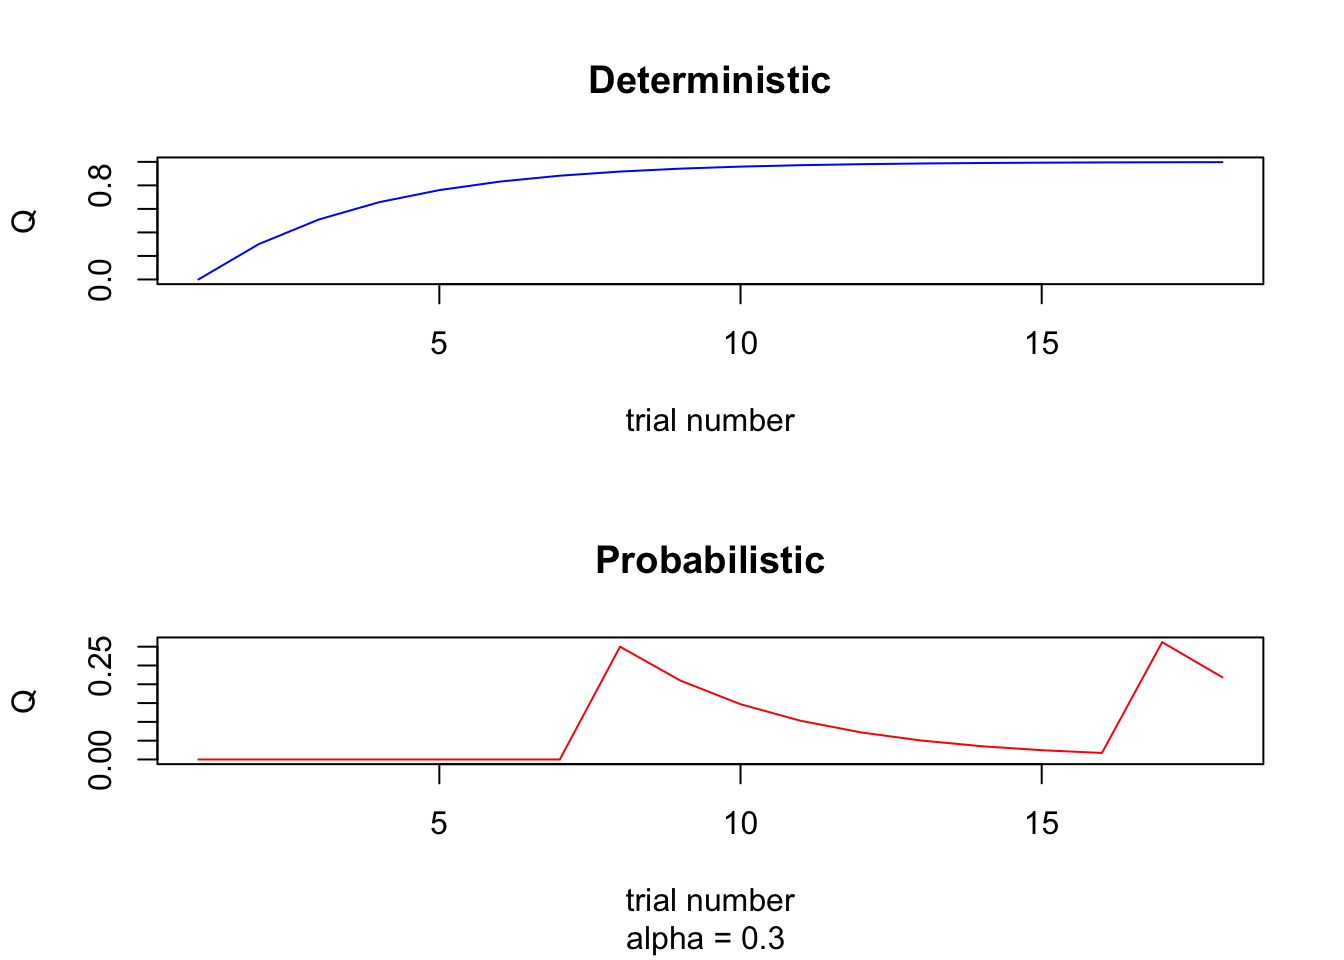 Deterministic
Q
0.8
0.0
5 10 15
trial number
Probabilistic
Q
0.25
0.00
5 10 15
trial number
alpha = 0.3